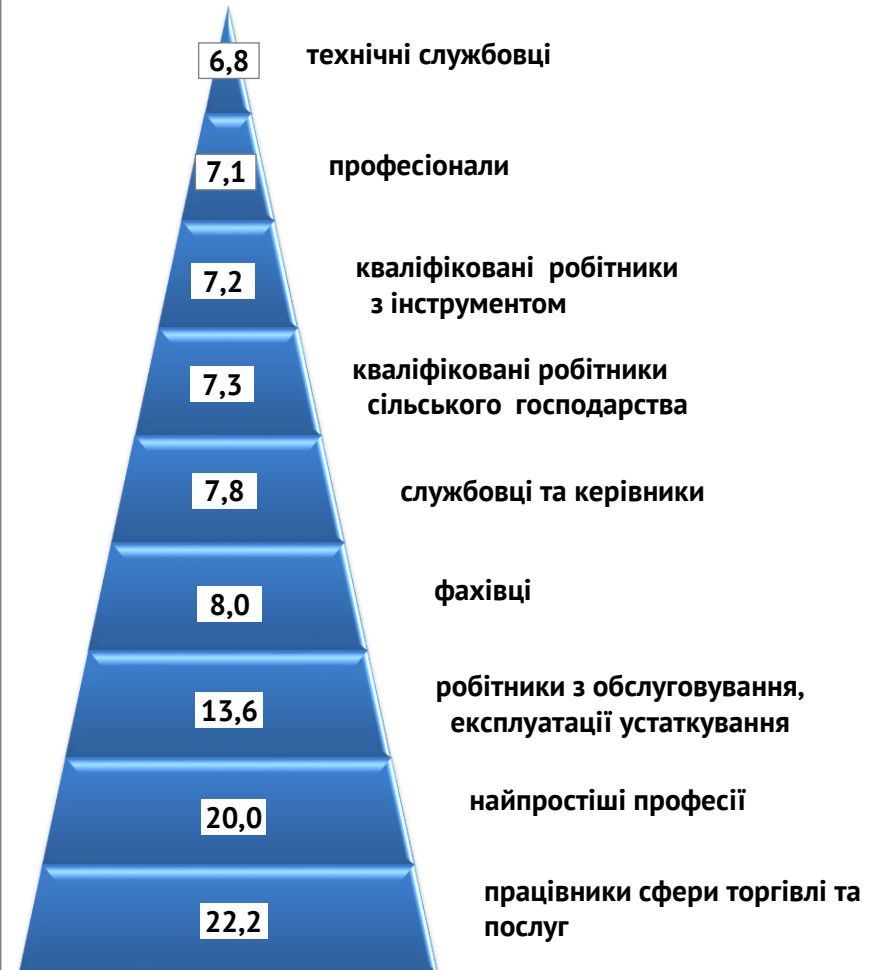 6,8
технічні службовці
7,1
професіонали
7,2
кваліфіковані робітники
з інструментом
7,3
кваліфіковані робітники
сільського господарства
7,8
службовці та керівники
8,0
фахівці
13,6
робітники з обслуговування,
експлуатації устаткування
20,0
найпростіші професії
22,2
працівники сфери торгівлі та
послуг